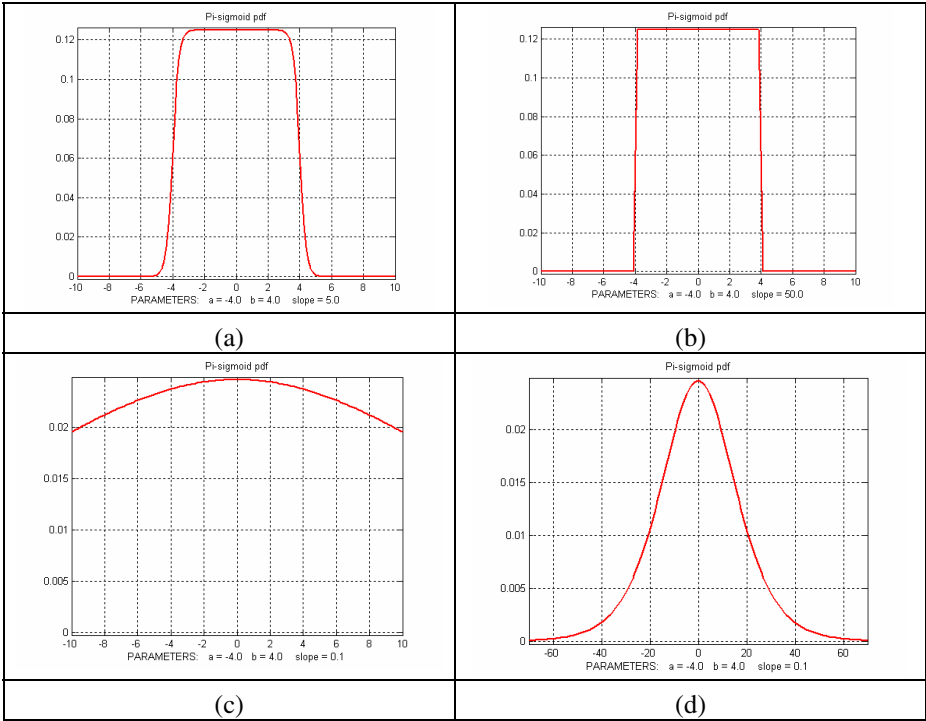 Pi-sigmoid pdf
0.12
0.1
0.08
0.06
0.04
0.02
0
-10 -8 -6 -4 -2 0 2 4 6 8 10
PARAMETERS: a = -4.0 b = 4.0 slope = 5.0
(a)
Pi-sigmoid pdf
0.12
0.1
0.08
0.06
0.04
0.02
0
-10 -8 -6 -4 -2 0 2 4 6 8 10
PARAMETERS: a = -4.0 b = 4.0 slope = 50.0
(b)
Pi-sigmoid pdf
0.02
0.015
0.01
0.005
0
-10 -8 -6 -4 -2 0 2 4 6 8 10
PARAMETERS: a = -4.0 b = 4.0 slope = 0.1
(c)
Pi-sigmoid pdf
0.02
0.015
0.01
0.005
0
-60 -40 -20 0 20 40 60
PARAMETERS: a = -4.0 b = 4.0 slope = 0.1
(d)